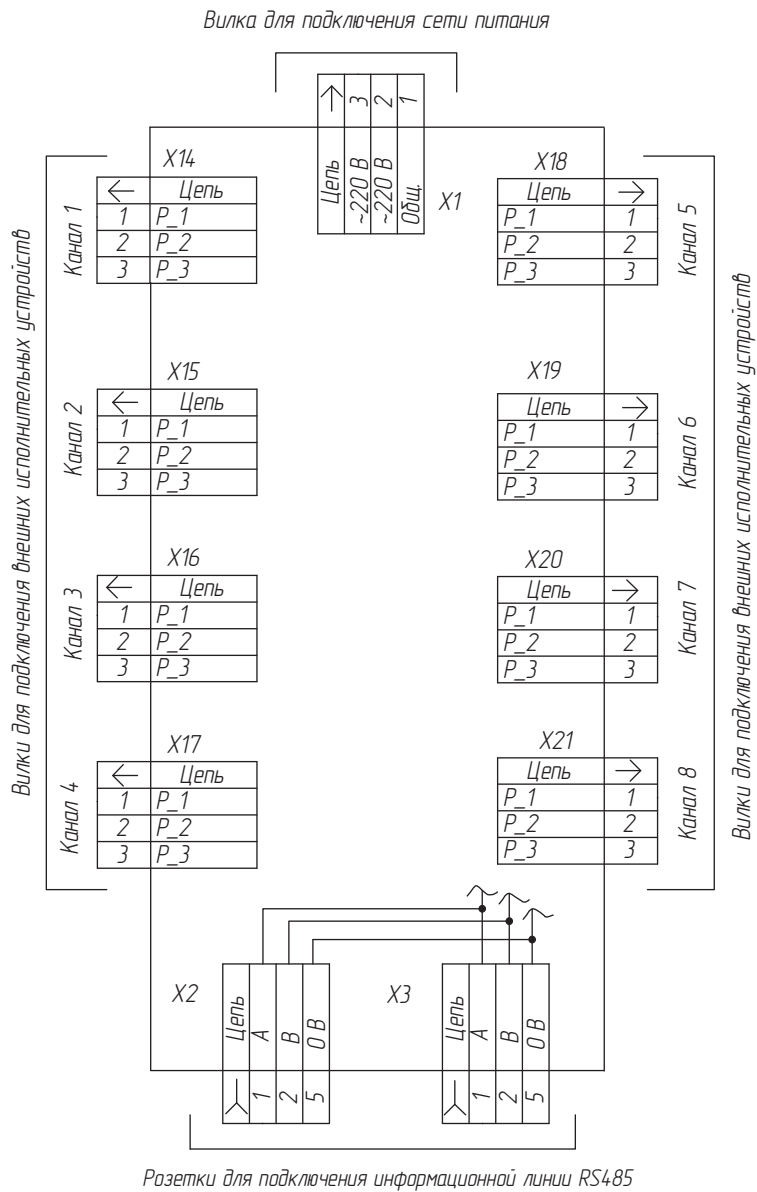 Вилка для подключения сети питания
→ 3 2 1
Цепь ~220 В ~220 В Общ.
X1
Вилки для подключения внешних исполнительных устройств
Канал 1
X14
← Цепь
1 P_1
2 P_2
3 P_3
Канал 2
X15
← Цепь
1 P_1
2 P_2
3 P_3
Канал 3
X16
← Цепь
1 P_1
2 P_2
3 P_3
Канал 4
X17
← Цепь
1 P_1
2 P_2
3 P_3
X18
Цепь →
P_1 1
P_2 2
P_3 3
Канал 5
X19
Цепь →
P_1 1
P_2 2
P_3 3
Канал 6
X20
Цепь →
P_1 1
P_2 2
P_3 3
Канал 7
X21
Цепь →
P_1 1
P_2 2
P_3 3
Канал 8
Вилки для подключения внешних исполнительных устройств
X2
Цепь A B 0 В
1 2 5
X3
Цепь A B 0 В
1 2 5
Розетки для подключения информационной линии RS485